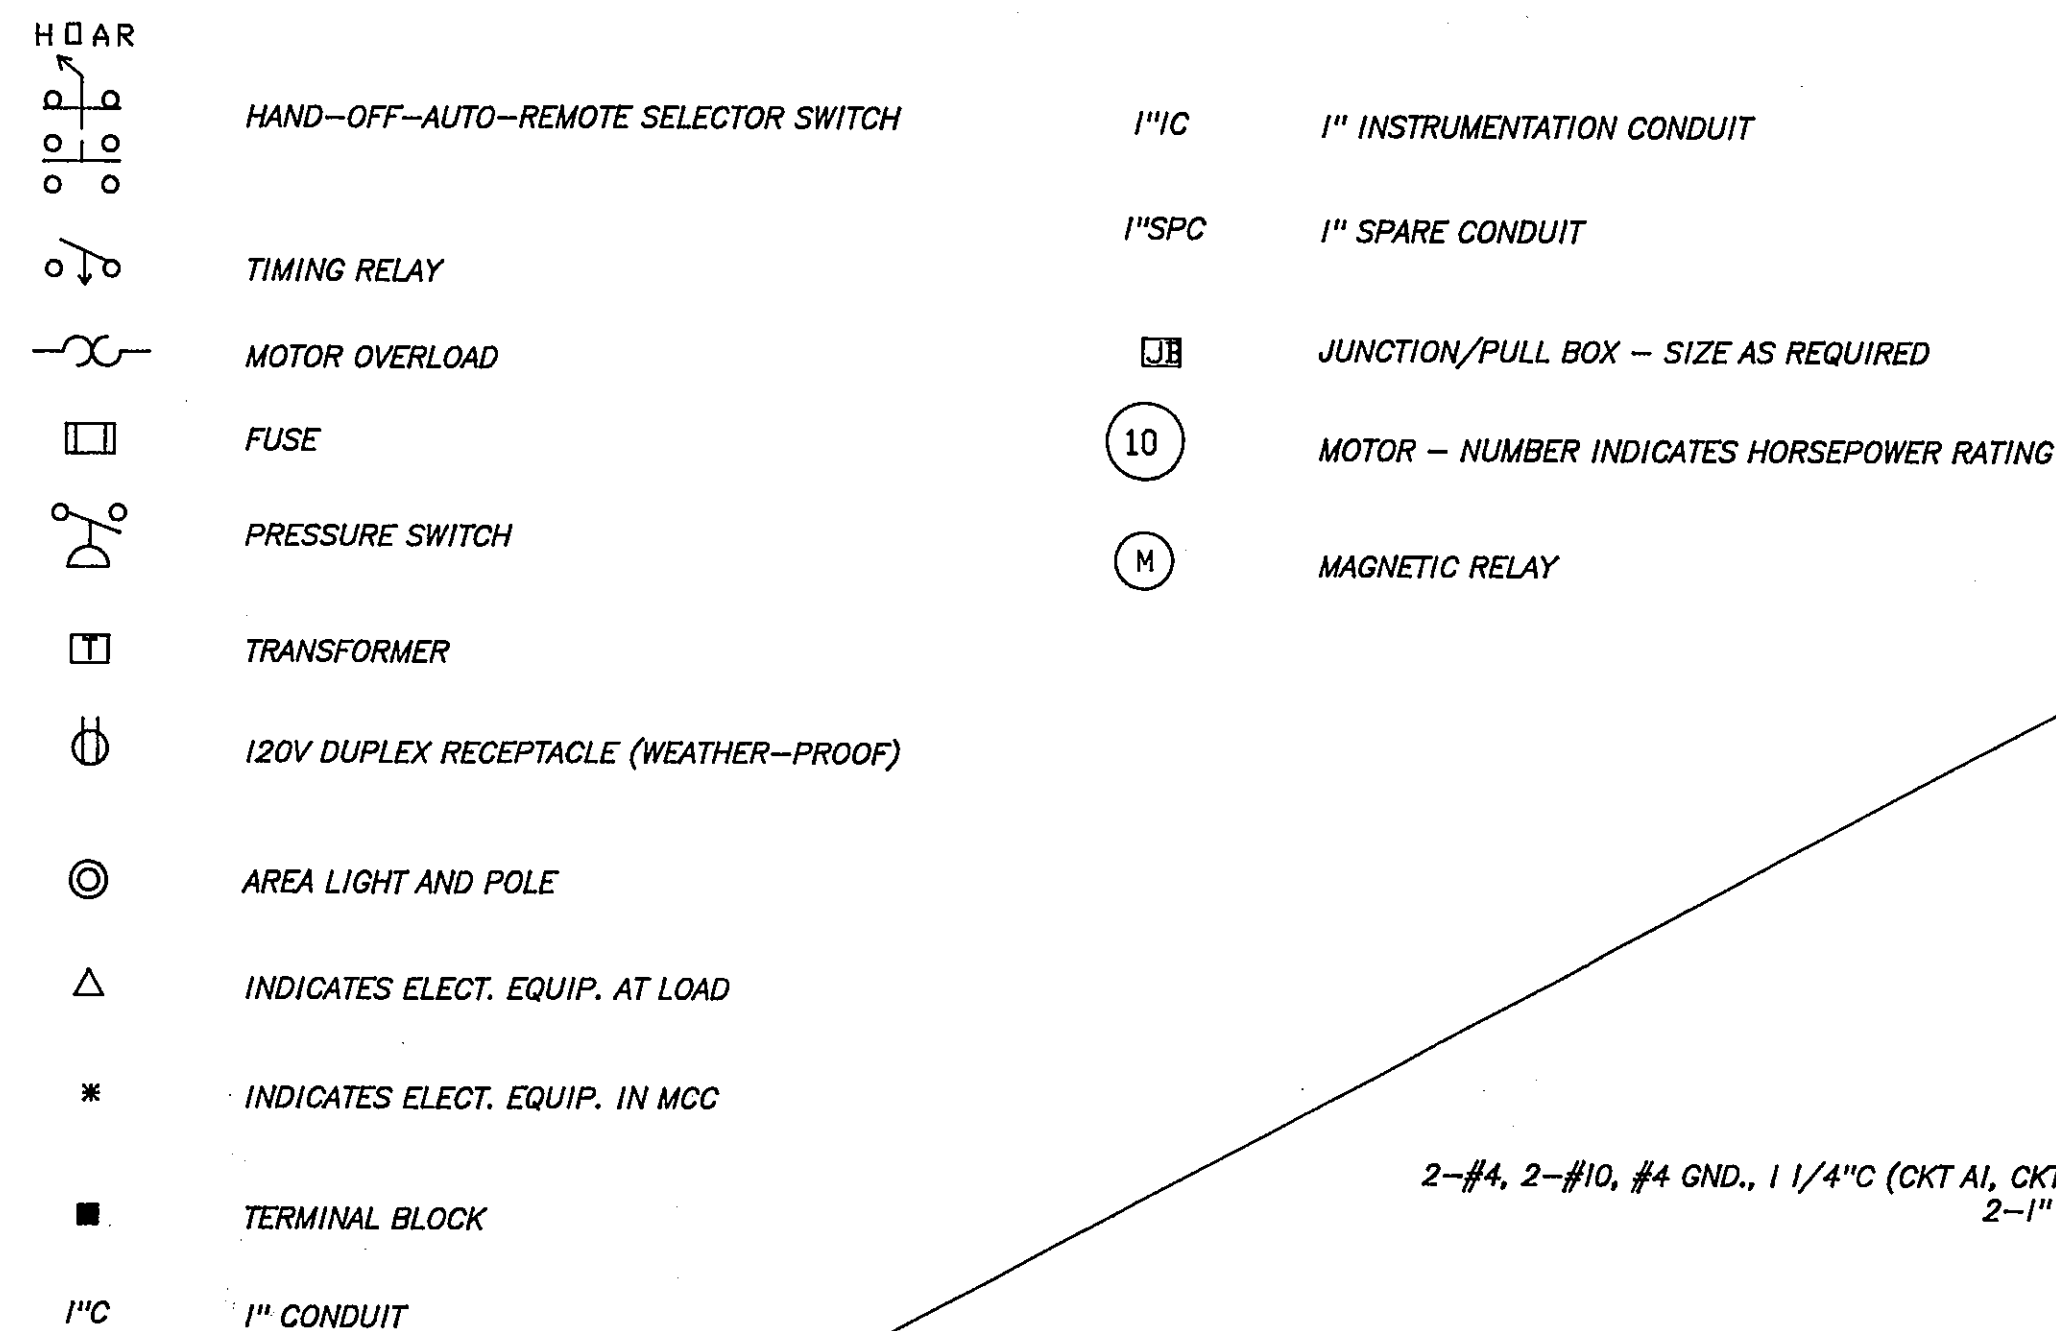 HOAR
HAND-OFF-AUTO-REMOTE SELECTOR SWITCH
TIMING RELAY
MOTOR OVERLOAD
FUSE
PRESSURE SWITCH
T TRANSFORMER
120V DUPLEX RECEPTACLE (WEATHER-PROOF)
AREA LIGHT AND POLE
INDICATES ELECT. EQUIP. AT LOAD
* INDICATES ELECT. EQUIP. IN MCC
TERMINAL BLOCK
1"C 1" CONDUIT
1"IC 1" INSTRUMENTATION CONDUIT
1"SPC 1" SPARE CONDUIT
JB JUNCTION/PULL BOX - SIZE AS REQUIRED
10 MOTOR - NUMBER INDICATES HORSEPOWER RATING
M MAGNETIC RELAY
2-#4, 2-#10, #4 GND., 1 1/4"C (CKT A1, CKT
2-1"